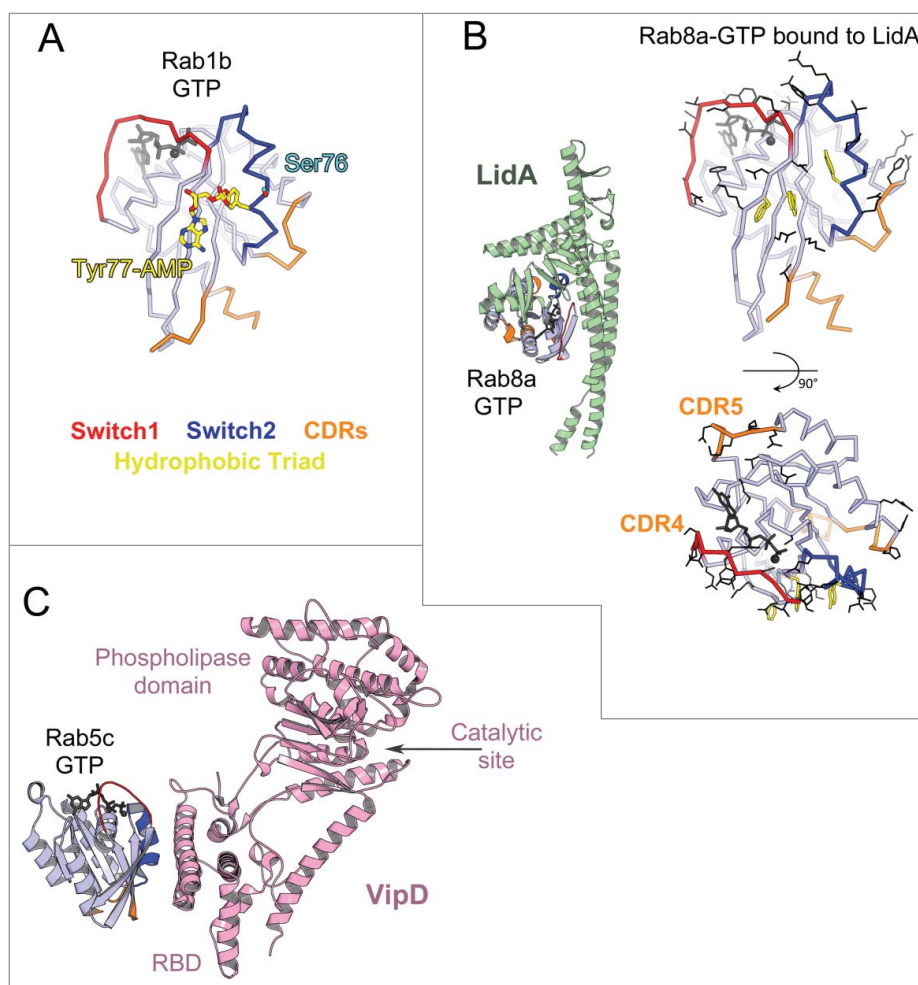 A
Rab1b
GTP
Ser76
Tyr77-AMP
Switch1 Switch2 CDRs
Hydrophobic Triad
B
Rab8a-GTP bound to LidA
LidA
Rab8a
GTP
90°
CDR5
CDR4
C
Phospholipase
domain
Rab5c
GTP
Catalytic
site
VipD
RBD